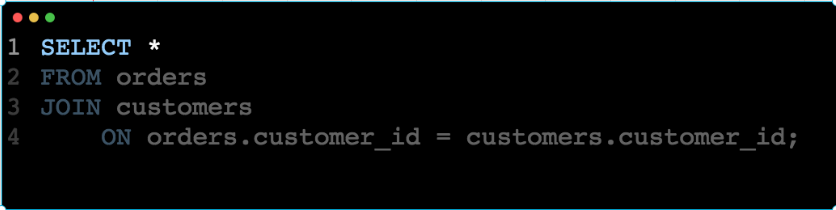 1 SELECT *
2 FROM orders
3 JOIN customers
4 ON orders.customer_id = customers.customer_id;